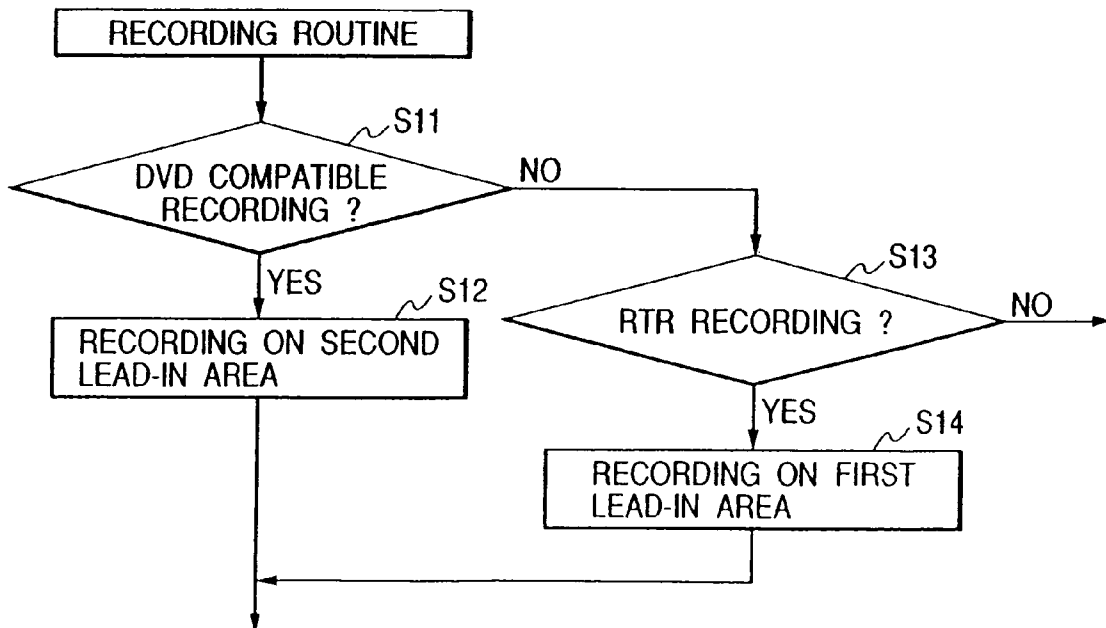 RECORDING ROUTINE
S11
DVD COMPATIBLE
RECORDING ?
NO
YES
S12
RECORDING ON SECOND
LEAD-IN AREA
S13
RTR RECORDING ?
NO
YES
S14
RECORDING ON FIRST
LEAD-IN AREA